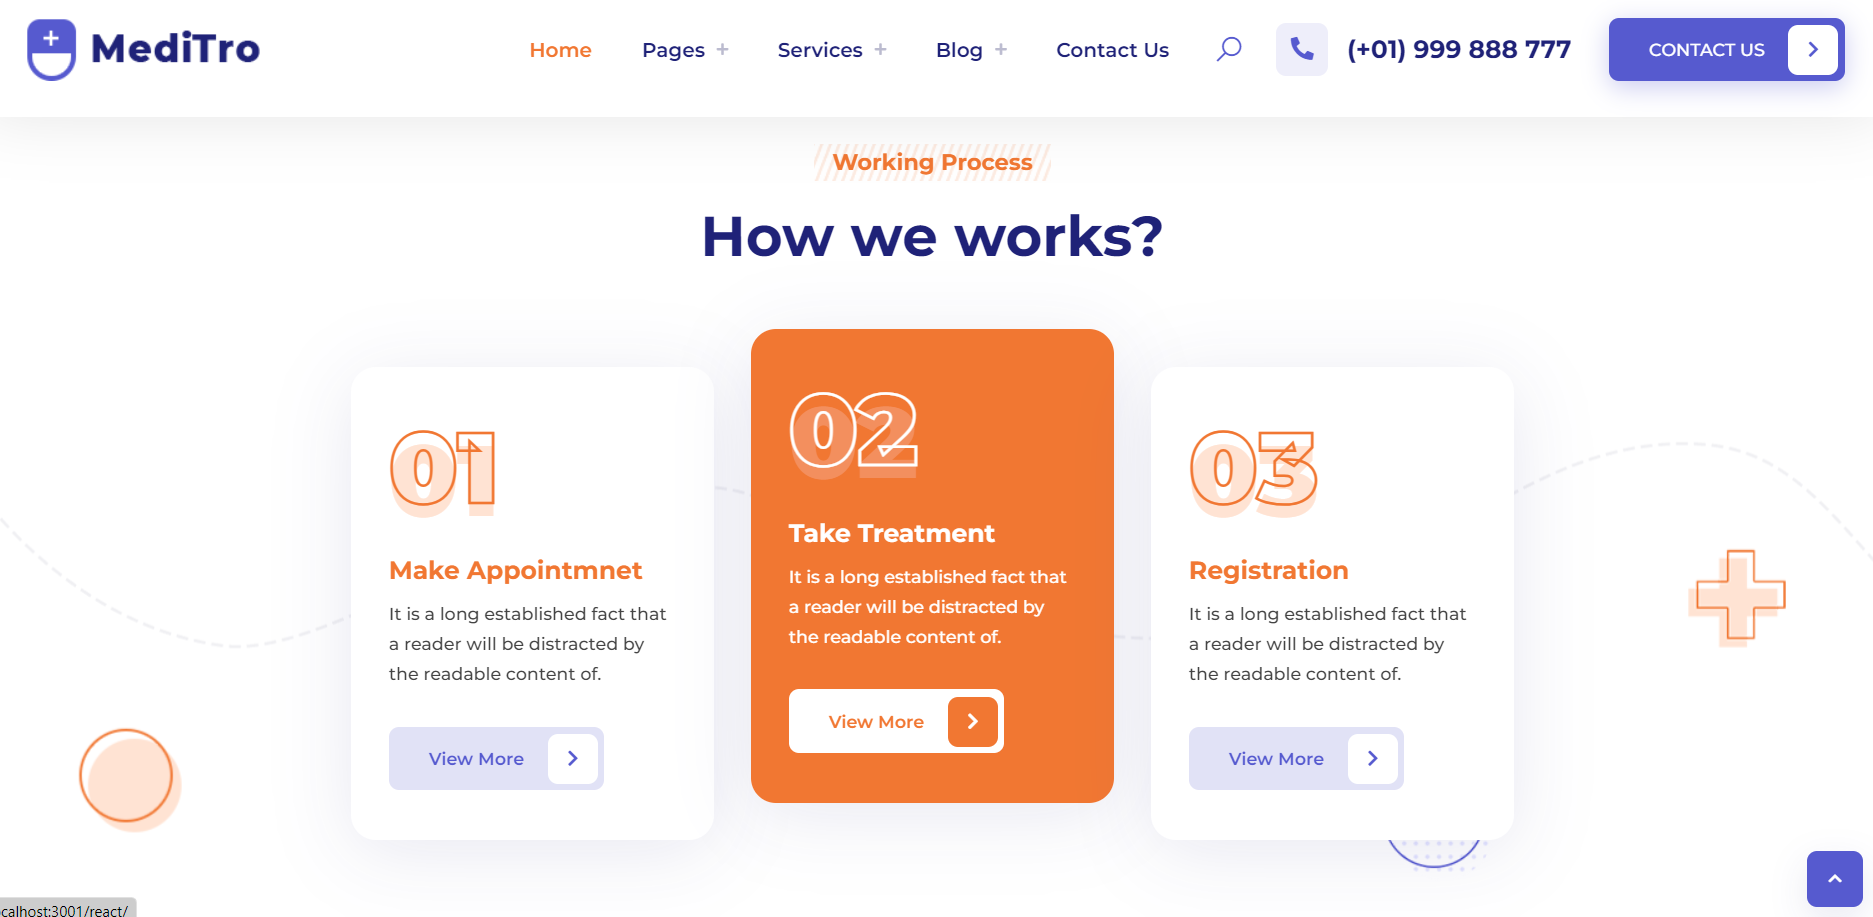 MediTro
Home Pages + Services + Blog + Contact Us (+01) 999 888 777 CONTACT US
Working Process
How we works?
01
Make Appointmnet
It is a long established fact that
a reader will be distracted by
the readable content of.
View More
02
Take Treatment
It is a long established fact that
a reader will be distracted by
the readable content of.
View More
03
Registration
It is a long established fact that
a reader will be distracted by
the readable content of.
View More
calhost:3001/react/